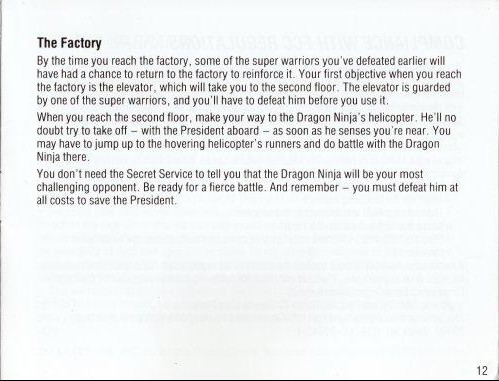 The Factory
By the time you reach the factory, some of the super warriors you've defeated earlier will
have had a chance to return to the factory to reinforce it. Your first objective when you reach
the factory is the elevator, which will take you to the second floor. The elevator is guarded
by one of the super warriors, and you'll have to defeat him before you use it.
When you reach the second floor, make your way to the Dragon Ninja's helicopter. He'll no
doubt try to take off – with the President aboard – as soon as he senses you're near. You
may have to jump up to the hovering helicopter's runners and do battle with the Dragon
Ninja there.
You don't need the Secret Service to tell you that the Dragon Ninja will be your most
challenging opponent. Be ready for a fierce battle. And remember – you must defeat him at
all costs to save the President.
12